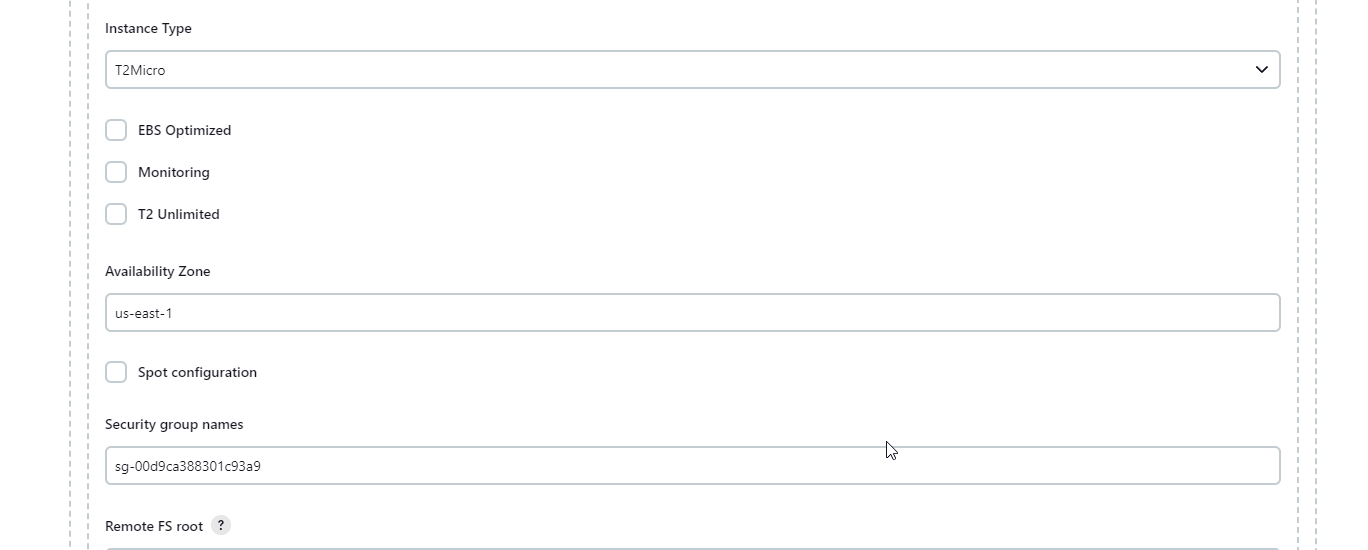 Instance Type
T2Micro
EBS Optimized
Monitoring
T2 Unlimited
Availability Zone
us-east-1
Spot configuration
Security group names
sg-00d9ca388301c93a9
Remote FS root ?